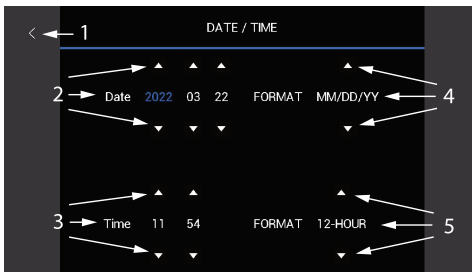 1
DATE / TIME
2 Date 2022 03 22 FORMAT MM/DD/YY 4
3 Time 11 54 FORMAT 12-HOUR 5